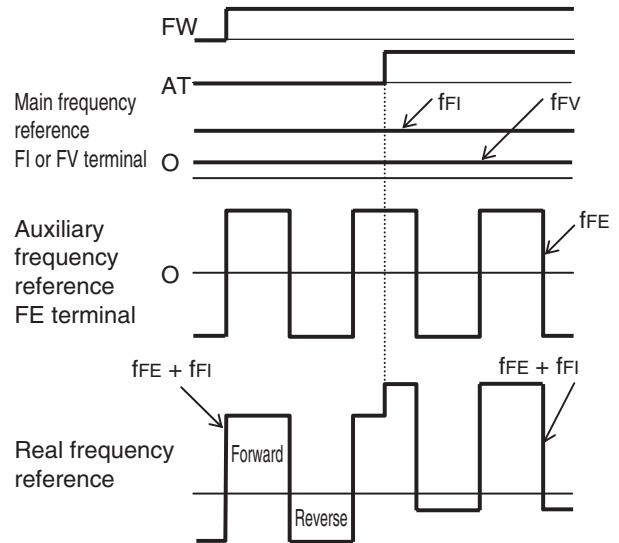 FW
AT
Main frequency
reference
FI or FV terminal
O
fFI
fFV
Auxiliary
frequency
reference
FE terminal
O
fFE
fFE + fFI
fFE + fFI
Real frequency
reference
Forward
Reverse